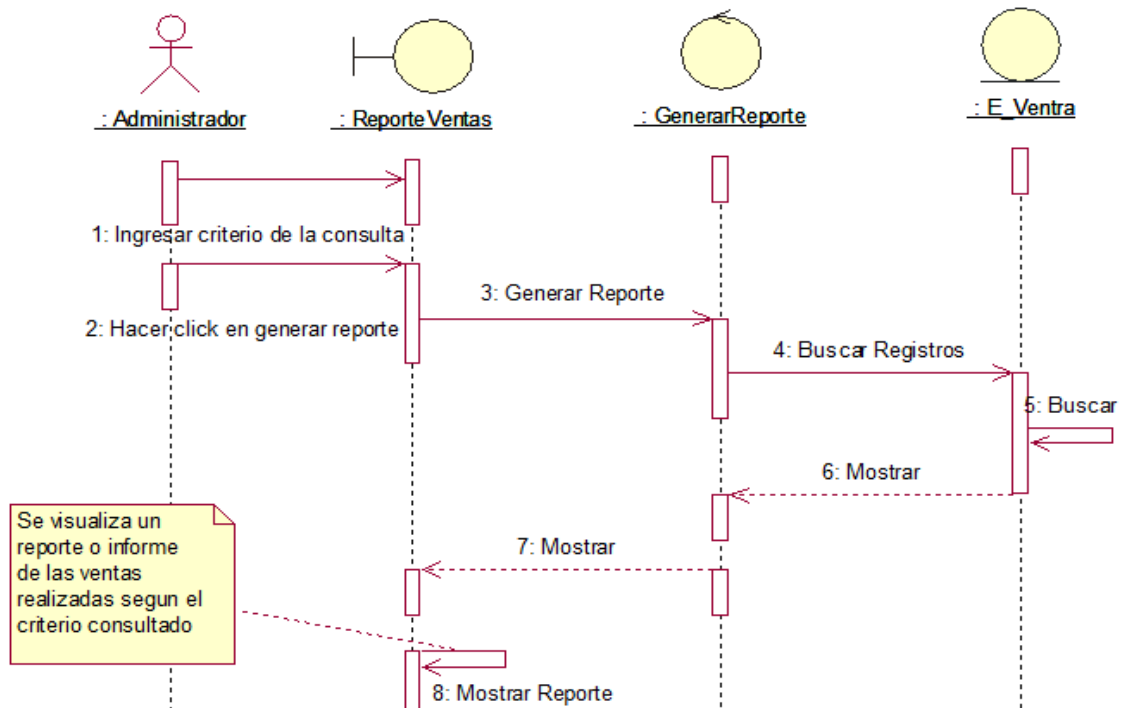 : Administrador
: ReporteVentas
: GenerarReporte
: E_Ventra
1: Ingresar criterio de la consulta
2: Hacer click en generar reporte
3: Generar Reporte
4: Buscar Registros
5: Buscar
6: Mostrar
7: Mostrar
Se visualiza un
reporte o informe
de las ventas
realizadas segun el
criterio consultado
8: Mostrar Reporte